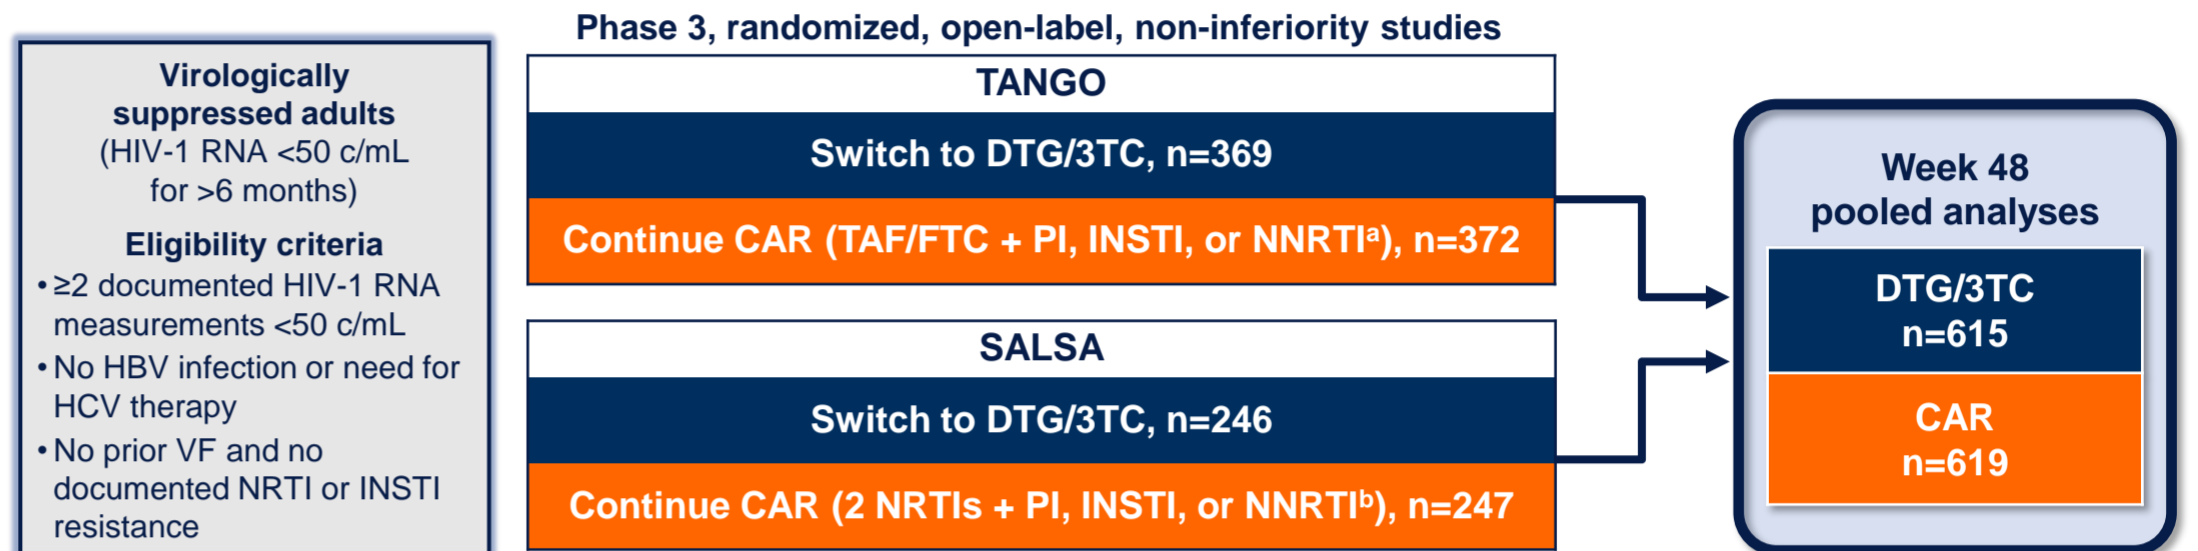 Phase 3, randomized, open-label, non-inferiority studies
Virologically
suppressed adults
(HIV-1 RNA <50 c/mL
for >6 months)
Eligibility criteria
• ≥2 documented HIV-1 RNA
measurements <50 c/mL
• No HBV infection or need for
HCV therapy
• No prior VF and no
documented NRTI or INSTI
resistance
TANGO
Switch to DTG/3TC, n=369
Continue CAR (TAF/FTC + PI, INSTI, or NNRTIᵃ), n=372
SALSA
Switch to DTG/3TC, n=246
Continue CAR (2 NRTIs + PI, INSTI, or NNRTIᵇ), n=247
Week 48
pooled analyses
DTG/3TC
n=615
CAR
n=619